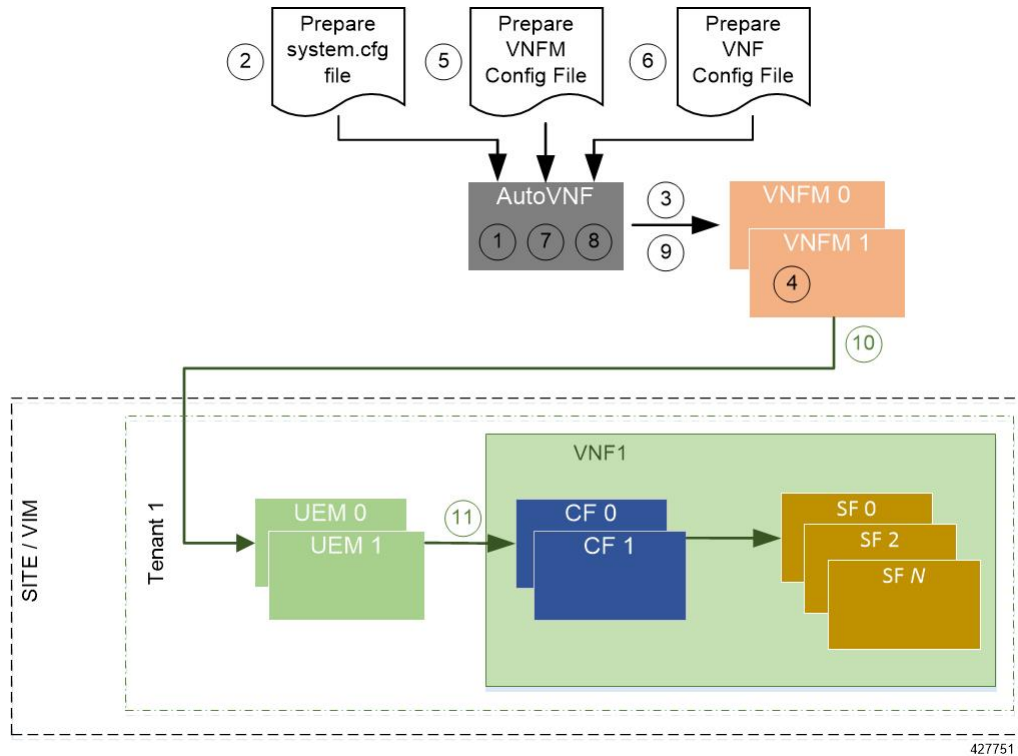 Prepare
system.cfg
file
2
Prepare
VNFM
Config File
5
Prepare
VNF
Config File
6
AutoVNF
1 7 8
3
9
VNFM 0
VNFM 1
4
10
SITE / VIM
Tenant 1
VNF1
UEM 0
UEM 1
11
CF 0
CF 1
SF 0
SF 2
SF N
427751